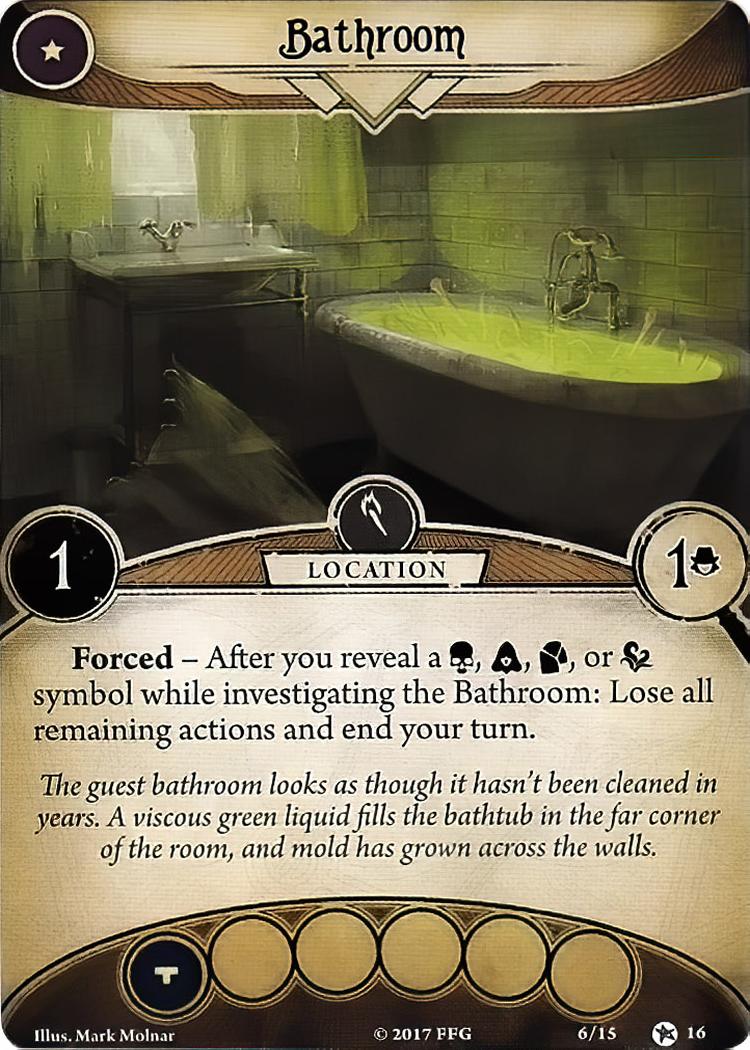 Bathroom
1
1
LOCATION
Forced – After you reveal a , , , or
symbol while investigating the Bathroom: Lose all
remaining actions and end your turn.
The guest bathroom looks as though it hasn't been cleaned in
years. A viscous green liquid fills the bathtub in the far corner
of the room, and mold has grown across the walls.
Illus. Mark Molnar
© 2017 FFG
6/15
16